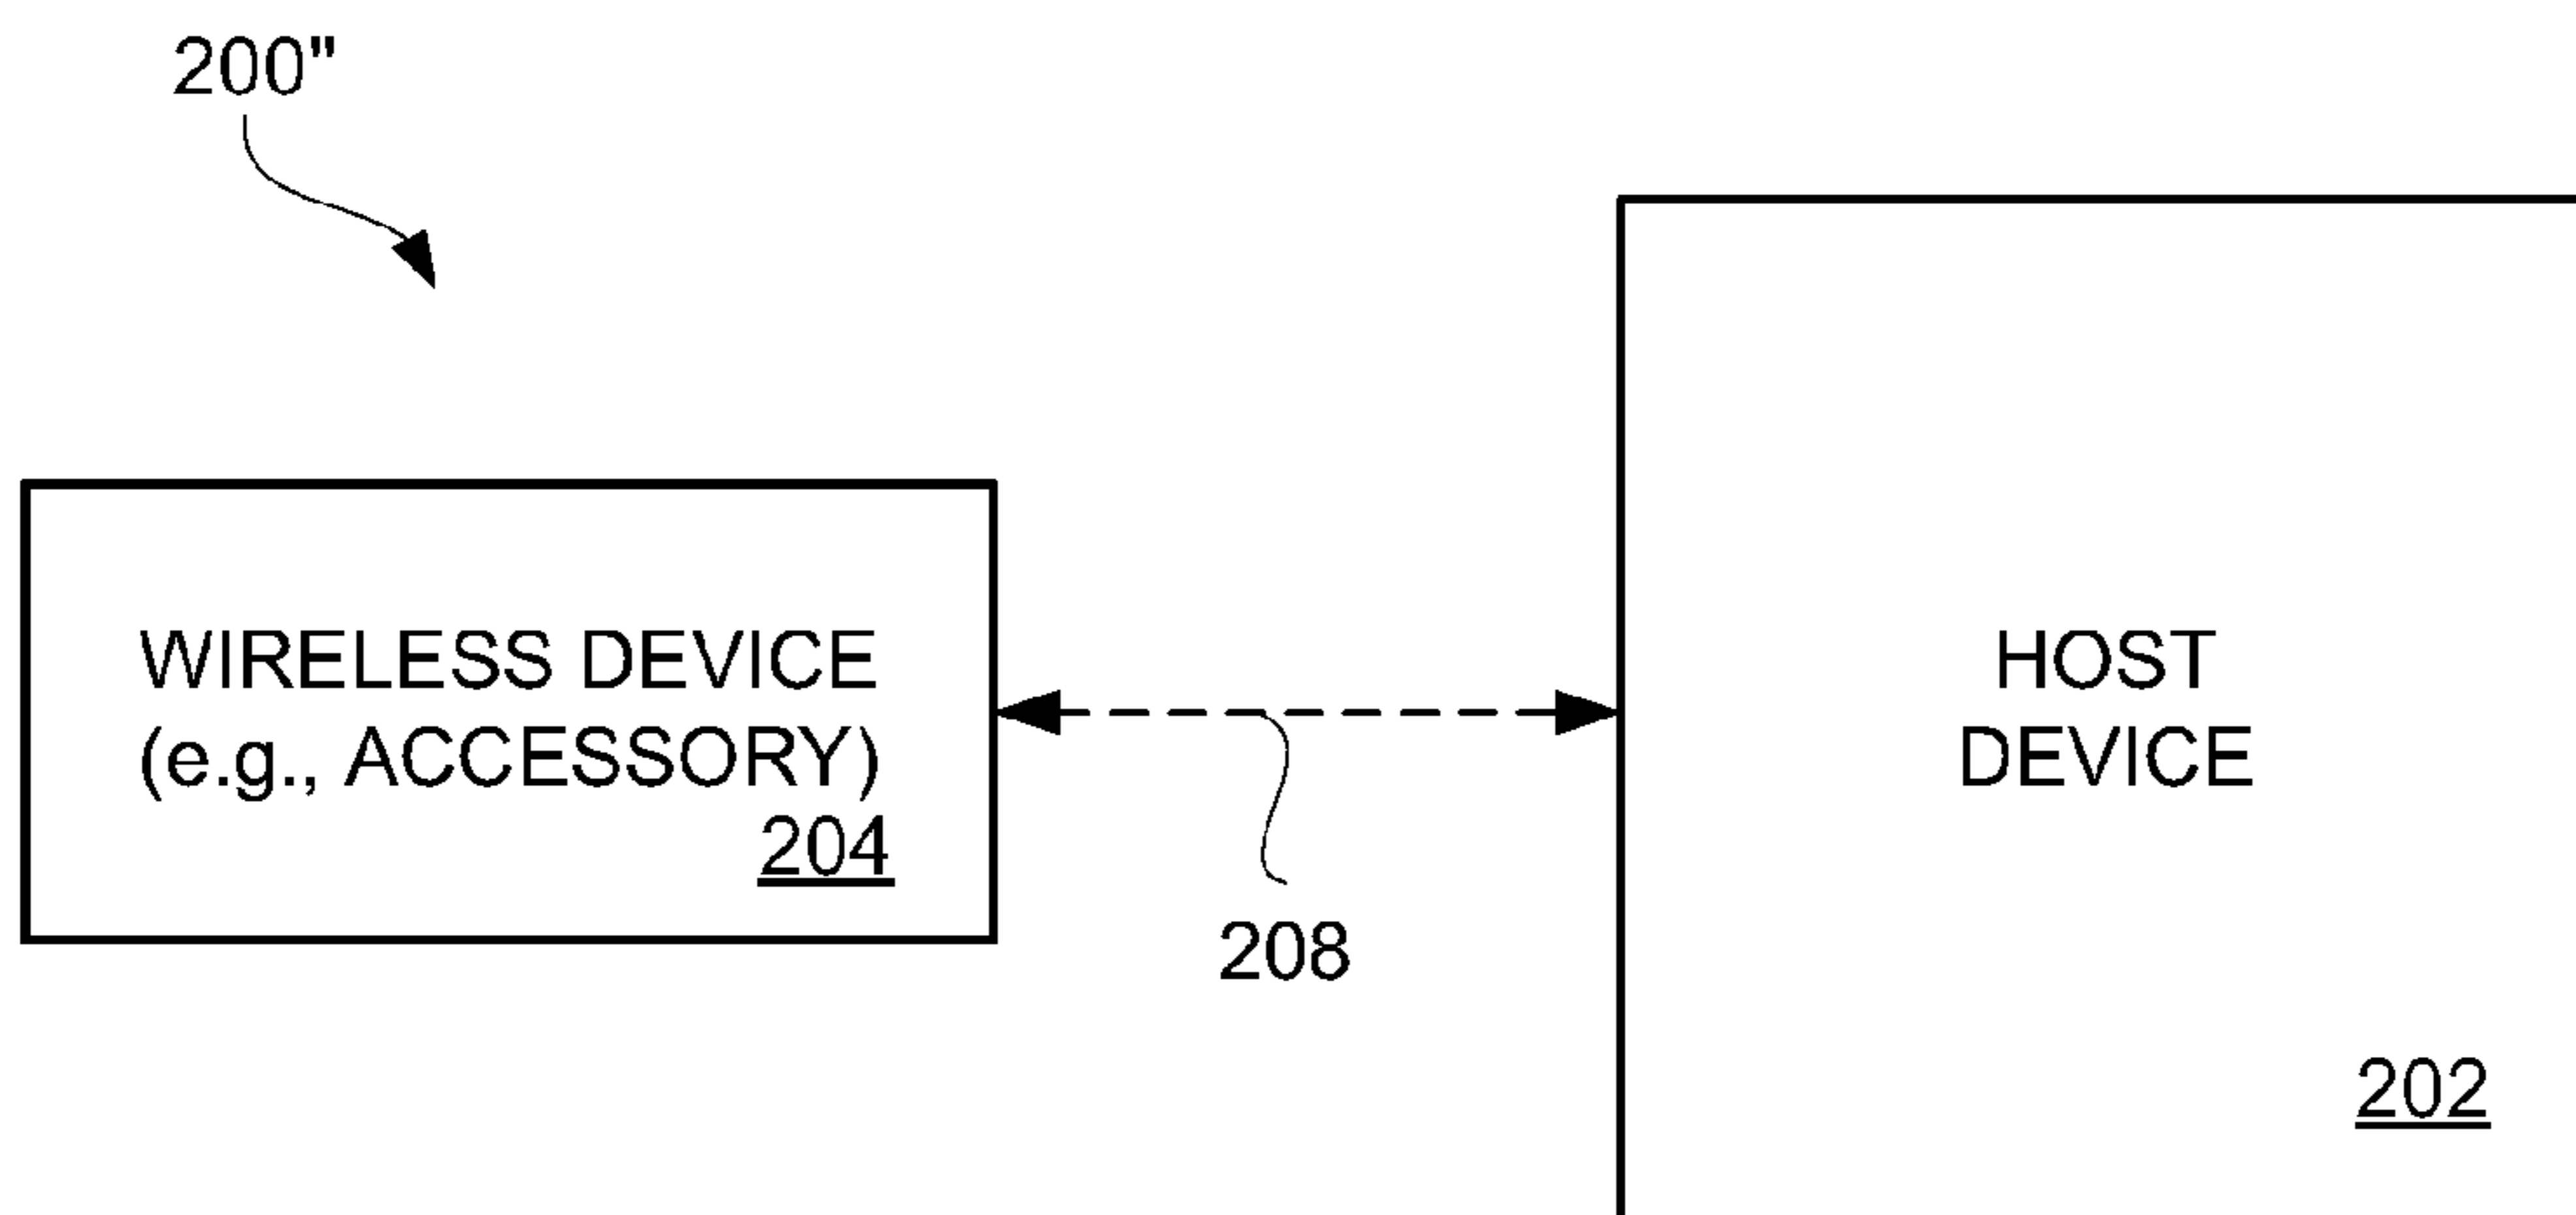 200"
WIRELESS DEVICE
(e.g., ACCESSORY)
204
208
HOST
DEVICE
202